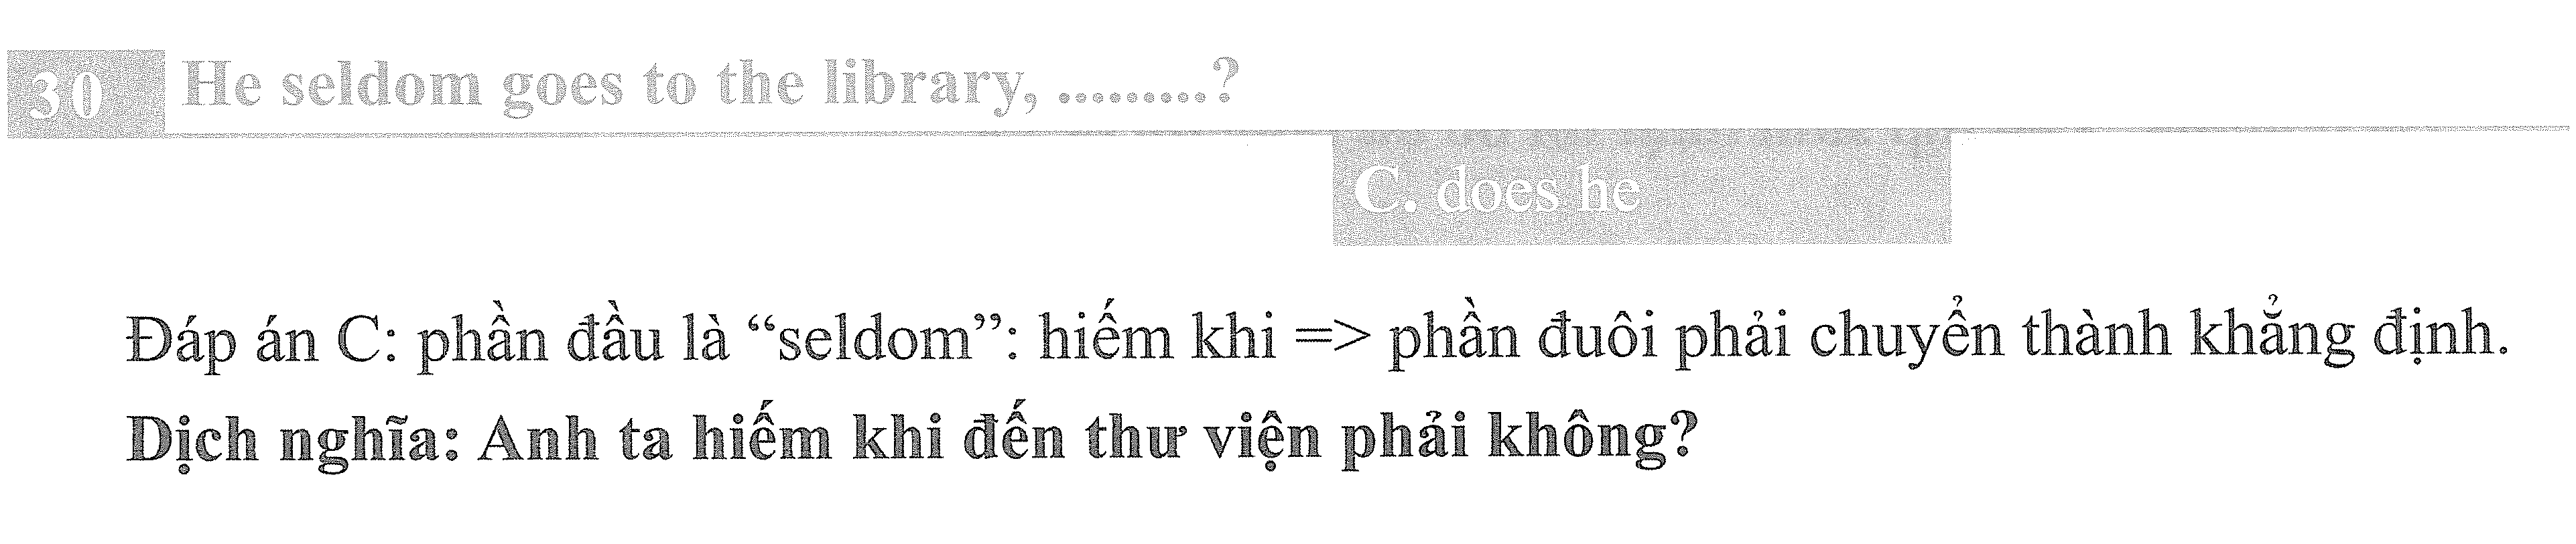 30 He seldom goes to the library, .........?
C. does he
Đáp án C: phần đầu là “seldom”: hiếm khi => phần đuôi phải chuyển thành khẳng định.
Dịch nghĩa: Anh ta hiếm khi đến thư viện phải không?